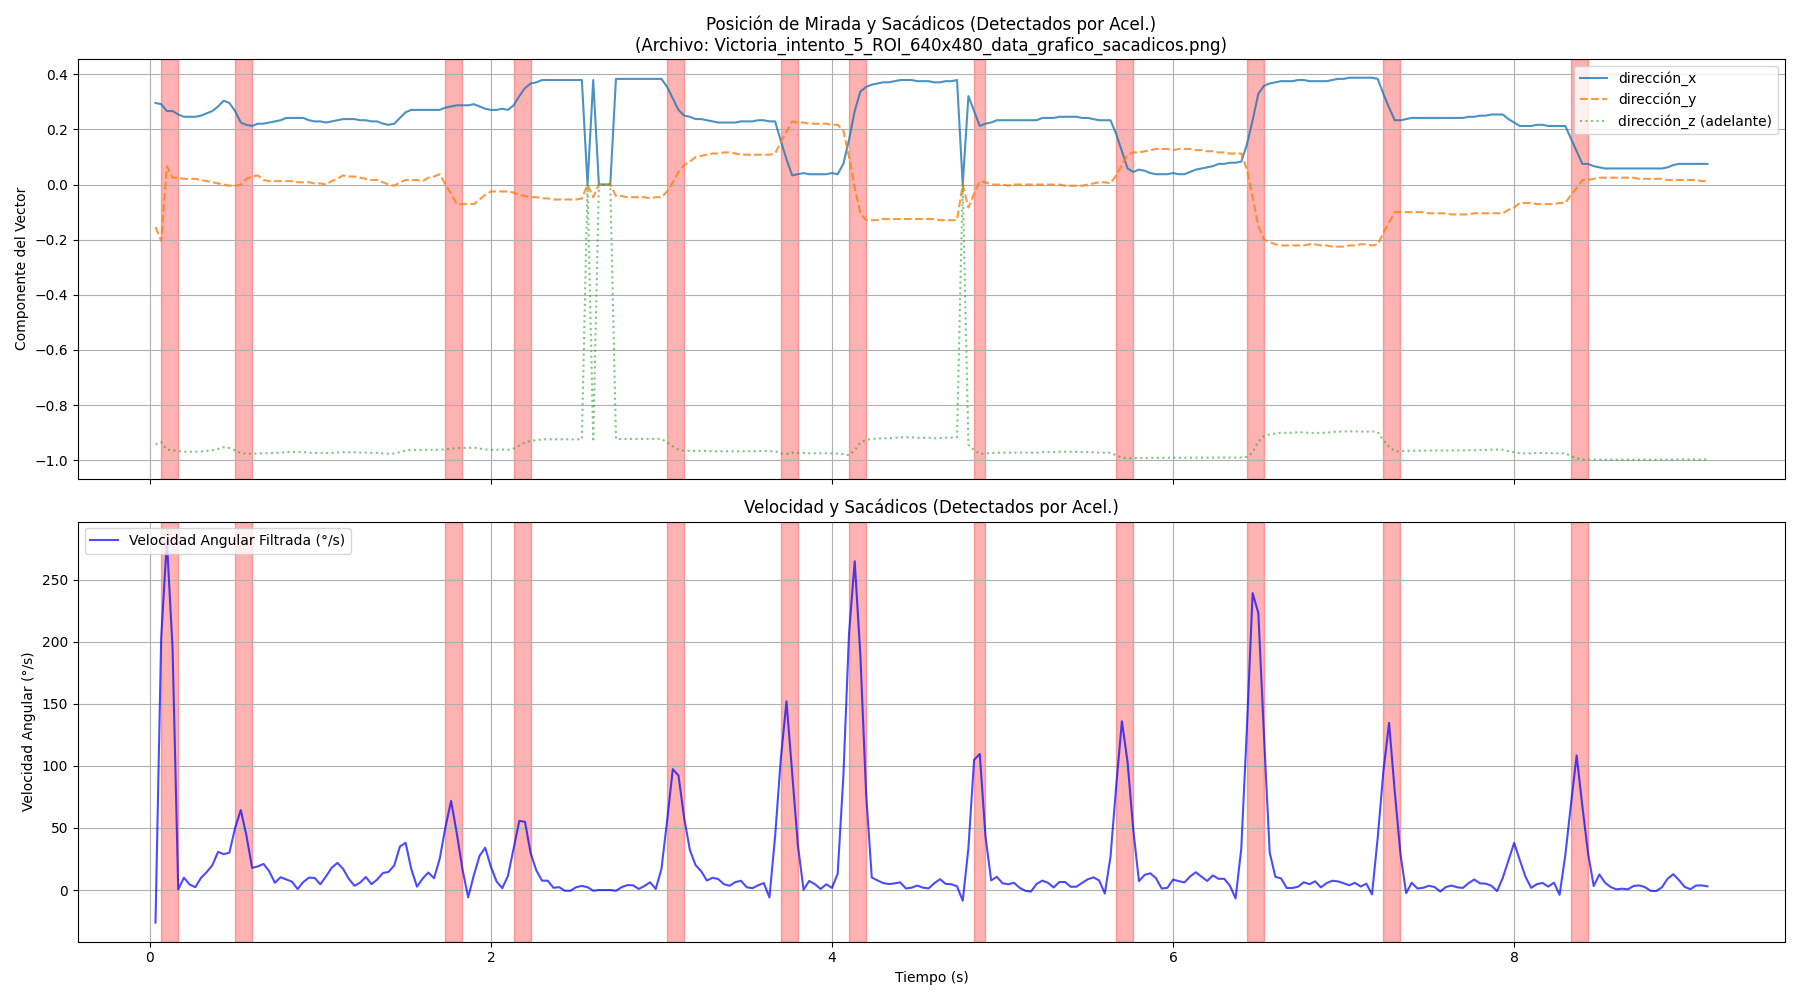 Posición de Mirada y Sacádicos (Detectados por Acel.)
(Archivo: Victoria_intento_5_ROI_640x480_data_grafico_sacadicos.png)
dirección_x
dirección_y
dirección_z (adelante)
Componente del Vector
0.4
0.2
0.0
−0.2
−0.4
−0.6
−0.8
−1.0
Velocidad y Sacádicos (Detectados por Acel.)
Velocidad Angular Filtrada (°/s)
Velocidad Angular (°/s)
250
200
150
100
50
0
0 2 4 6 8
Tiempo (s)